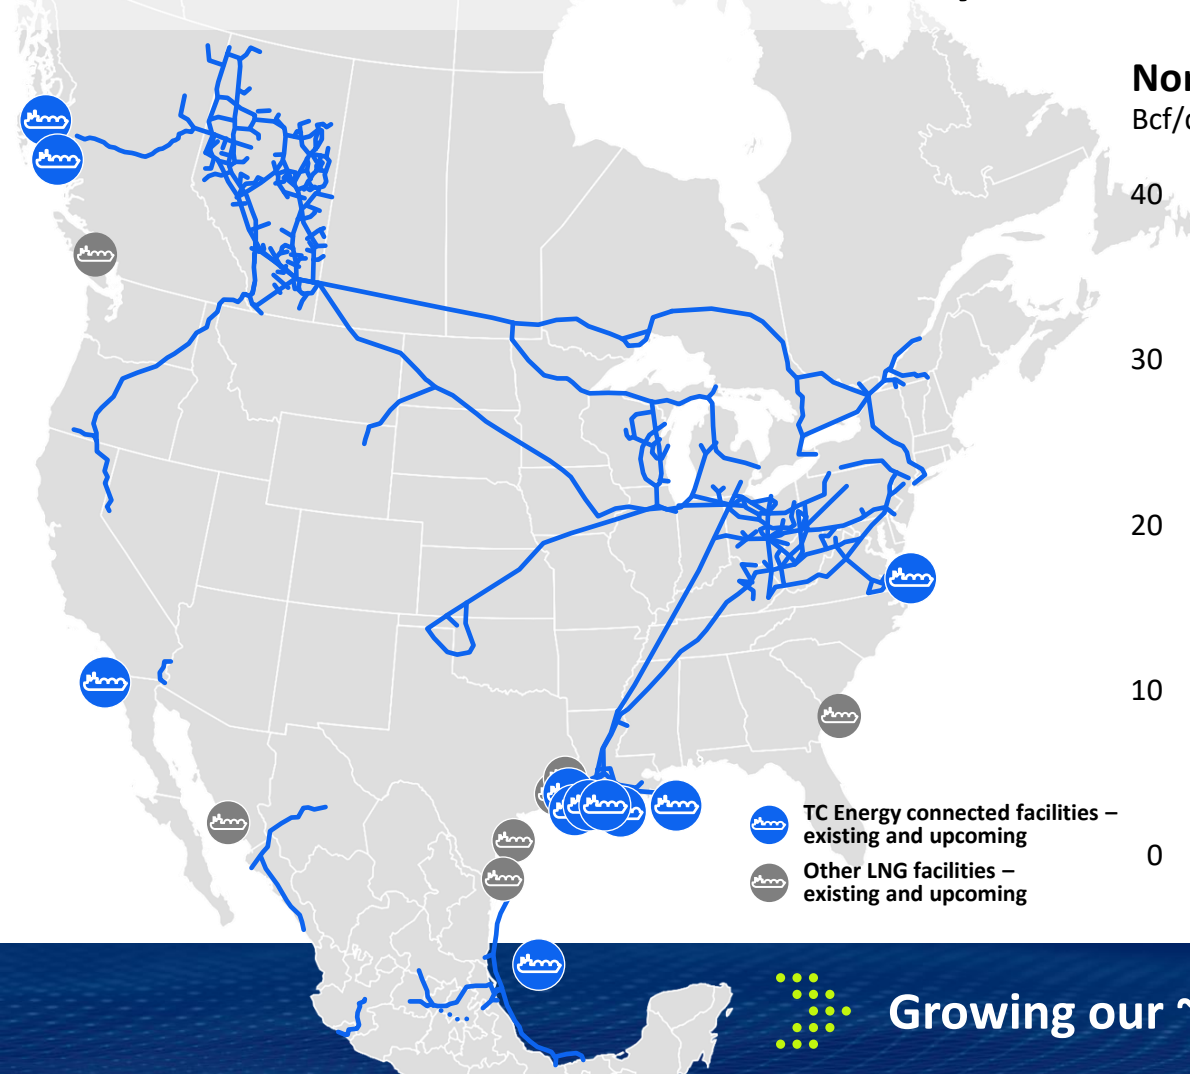 Nor
Bcf/d
40
30
20
10
0
TC Energy connected facilities –
existing and upcoming
Other LNG facilities –
existing and upcoming
Growing our ~